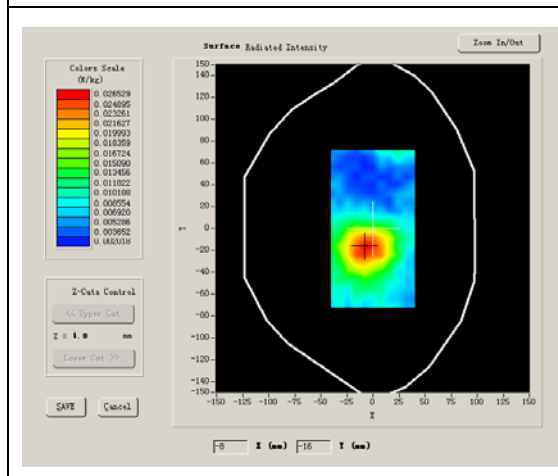 Surface Radiated Intensity
Zoom In/Out
Colors Scale
(W/kg)
0.026529
0.024895
0.023261
0.021627
0.019993
0.018359
0.016724
0.015090
0.013456
0.011822
0.010188
0.008554
0.006920
0.005286
0.003652
0.002018
150
120
100
80
60
40
20
0
-20
-40
-60
-80
-100
-120
-140
-150
Y
-150 -125 -100 -75 -50 -25 0 25 50 75 100 125 150
X
Z-Cuts Control
<< Upper Cut
Z = 4.0 mm
Lower Cut >>
SAVE Cancel
-8 X (mm) -16 Y (mm)